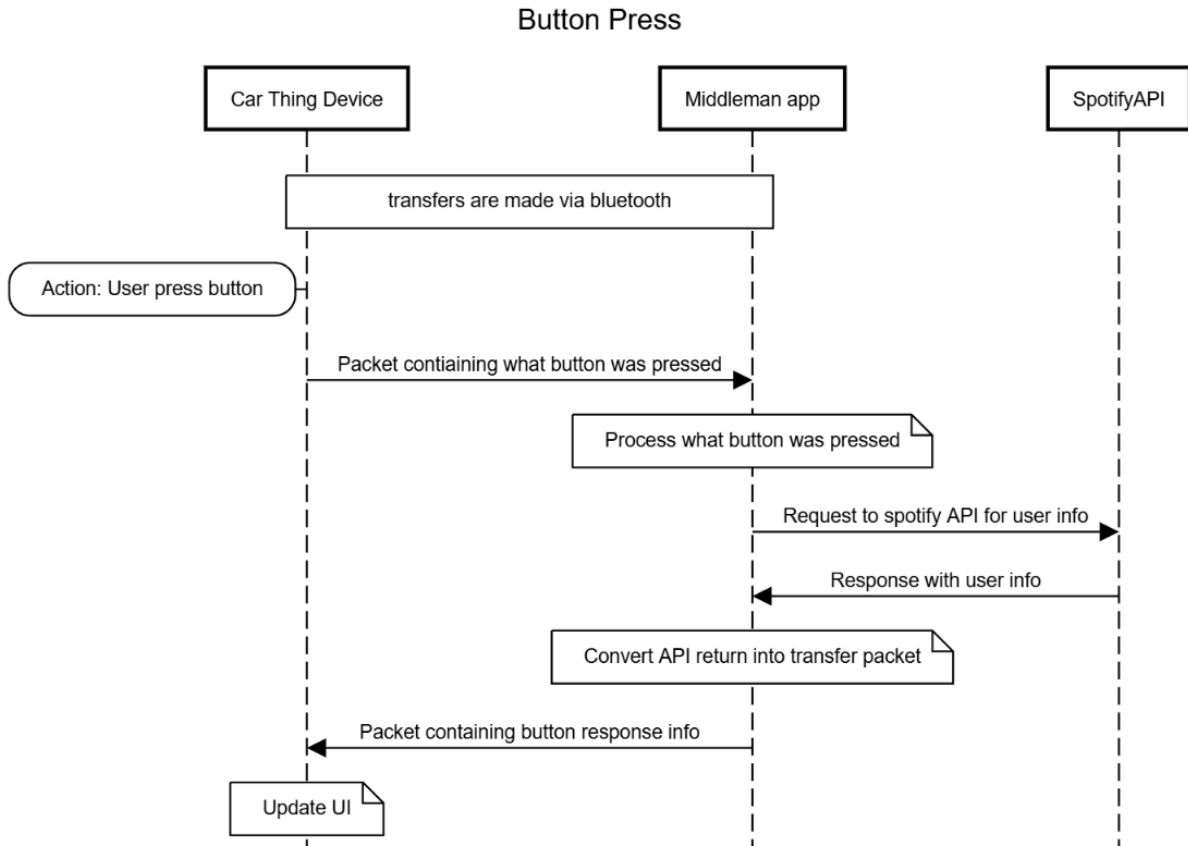 Button Press
Car Thing Device
Middleman app
SpotifyAPI
transfers are made via bluetooth
Action: User press button
Packet contiaining what button was pressed
Process what button was pressed
Request to spotify API for user info
Response with user info
Convert API return into transfer packet
Packet containing button response info
Update UI